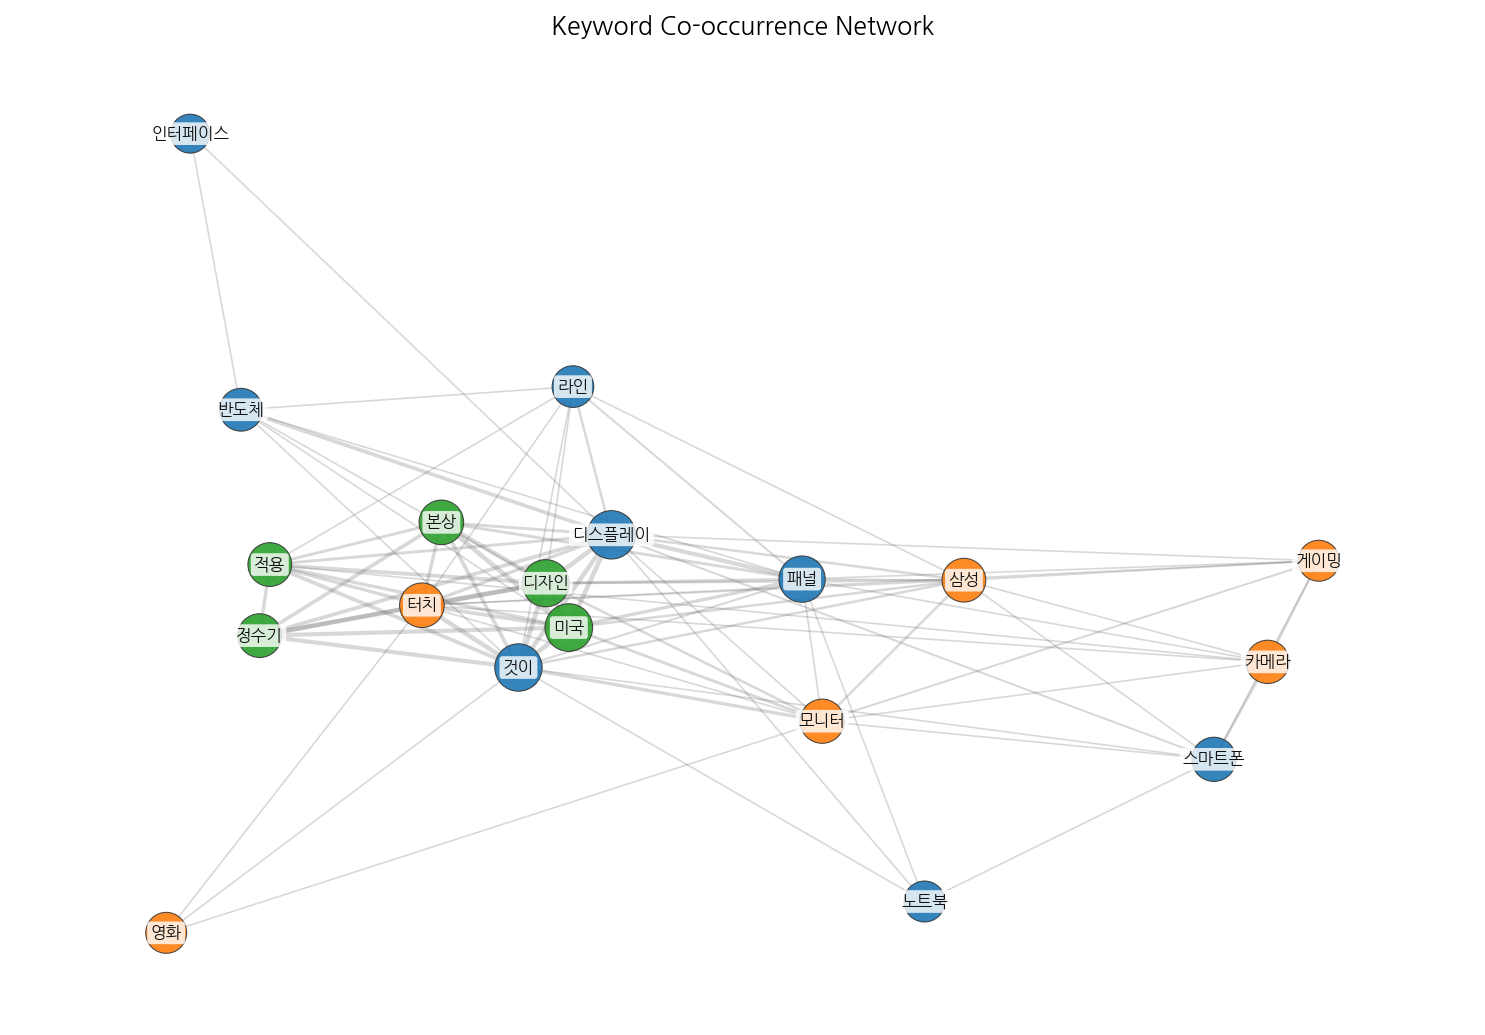 Keyword Co-occurrence Network
인터페이스
라인
반도체
본상
디스플레이
게이밍
적용
패널
삼성
디자인
터치
미국
정수기
카메라
것이
모니터
스마트폰
노트북
영화